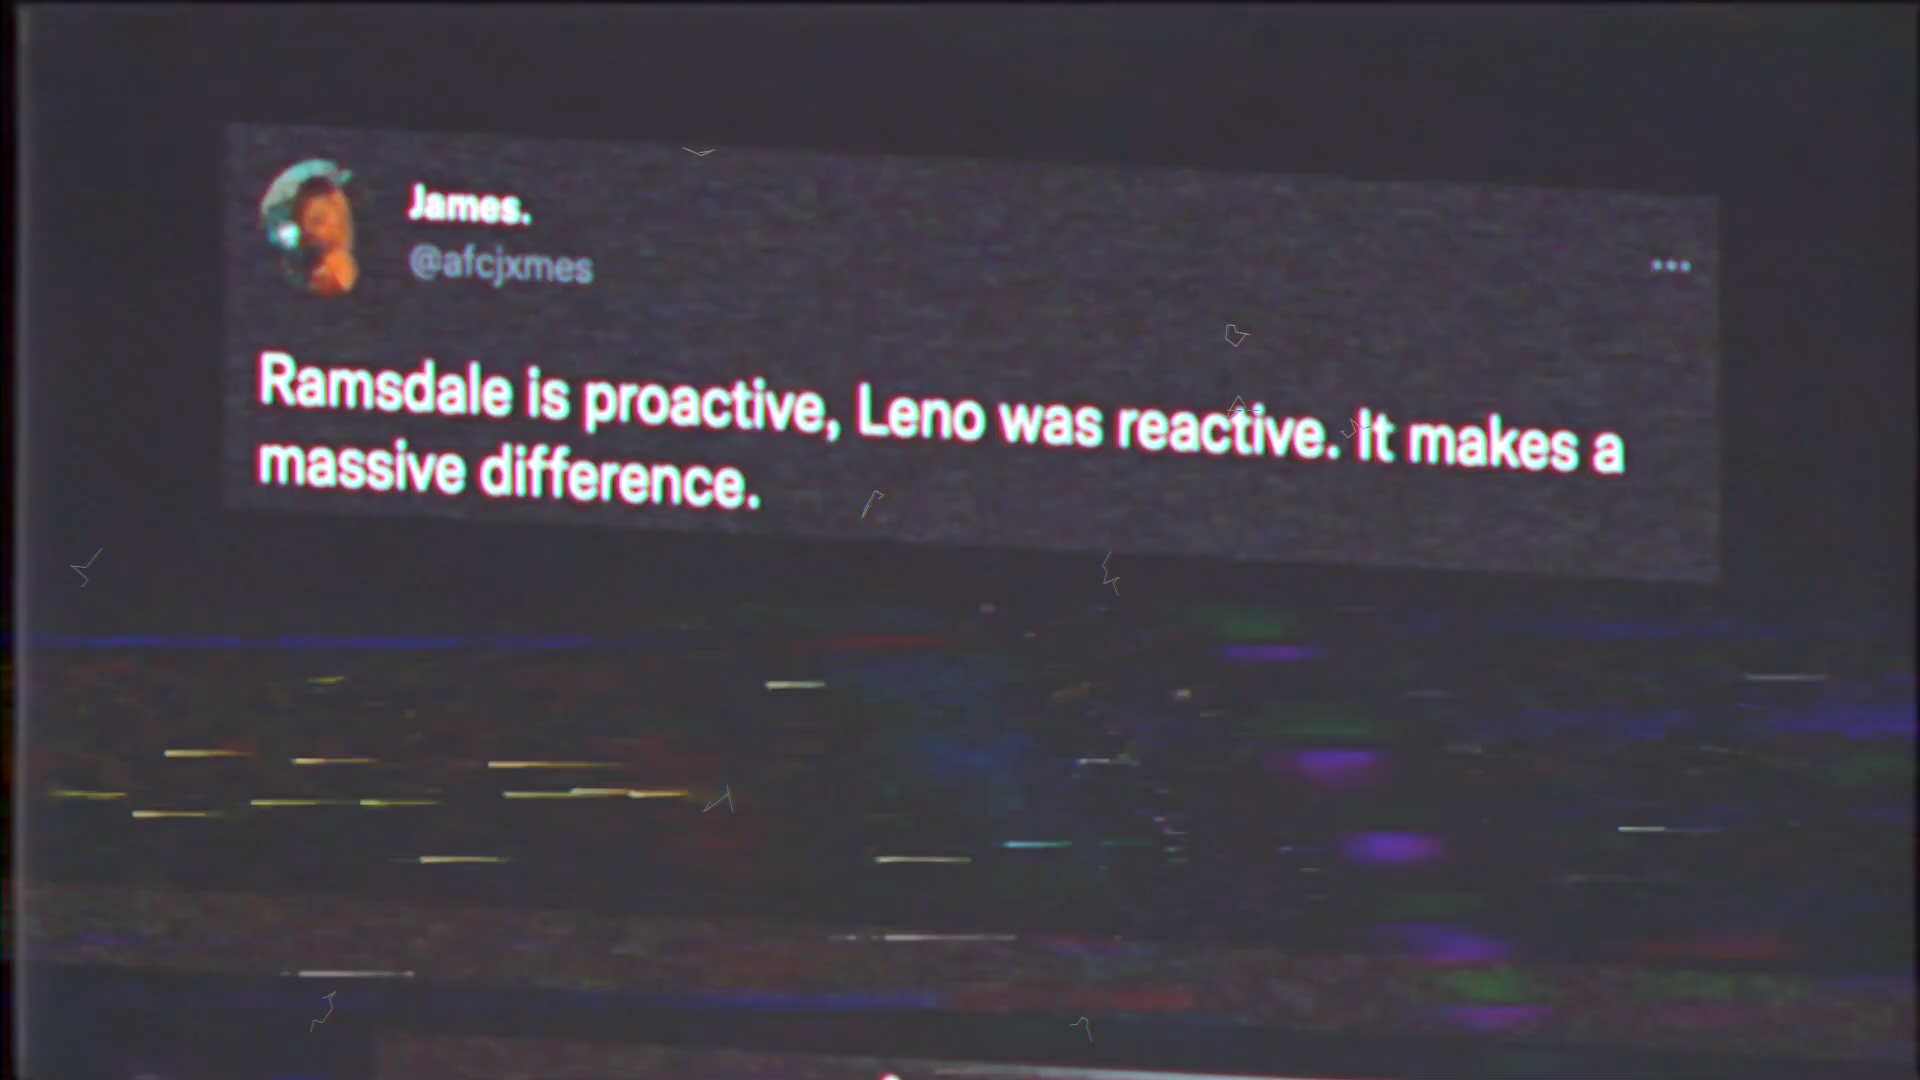 James.
@afcjxmes
Ramsdale is proactive, Leno was reactive. It makes a
massive difference.